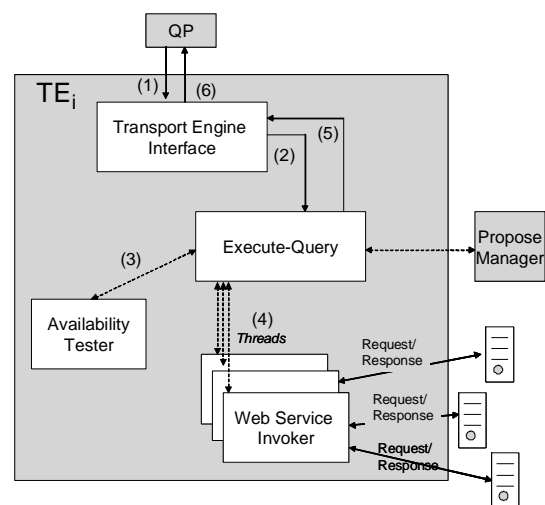 QP
TEi
(1)
(6)
Transport Engine
Interface
(5)
(2)
Execute-Query
Propose
Manager
(3)
Availability
Tester
(4)
Threads
Request/
Response
Request/
Response
Web Service
Invoker
Request/
Response